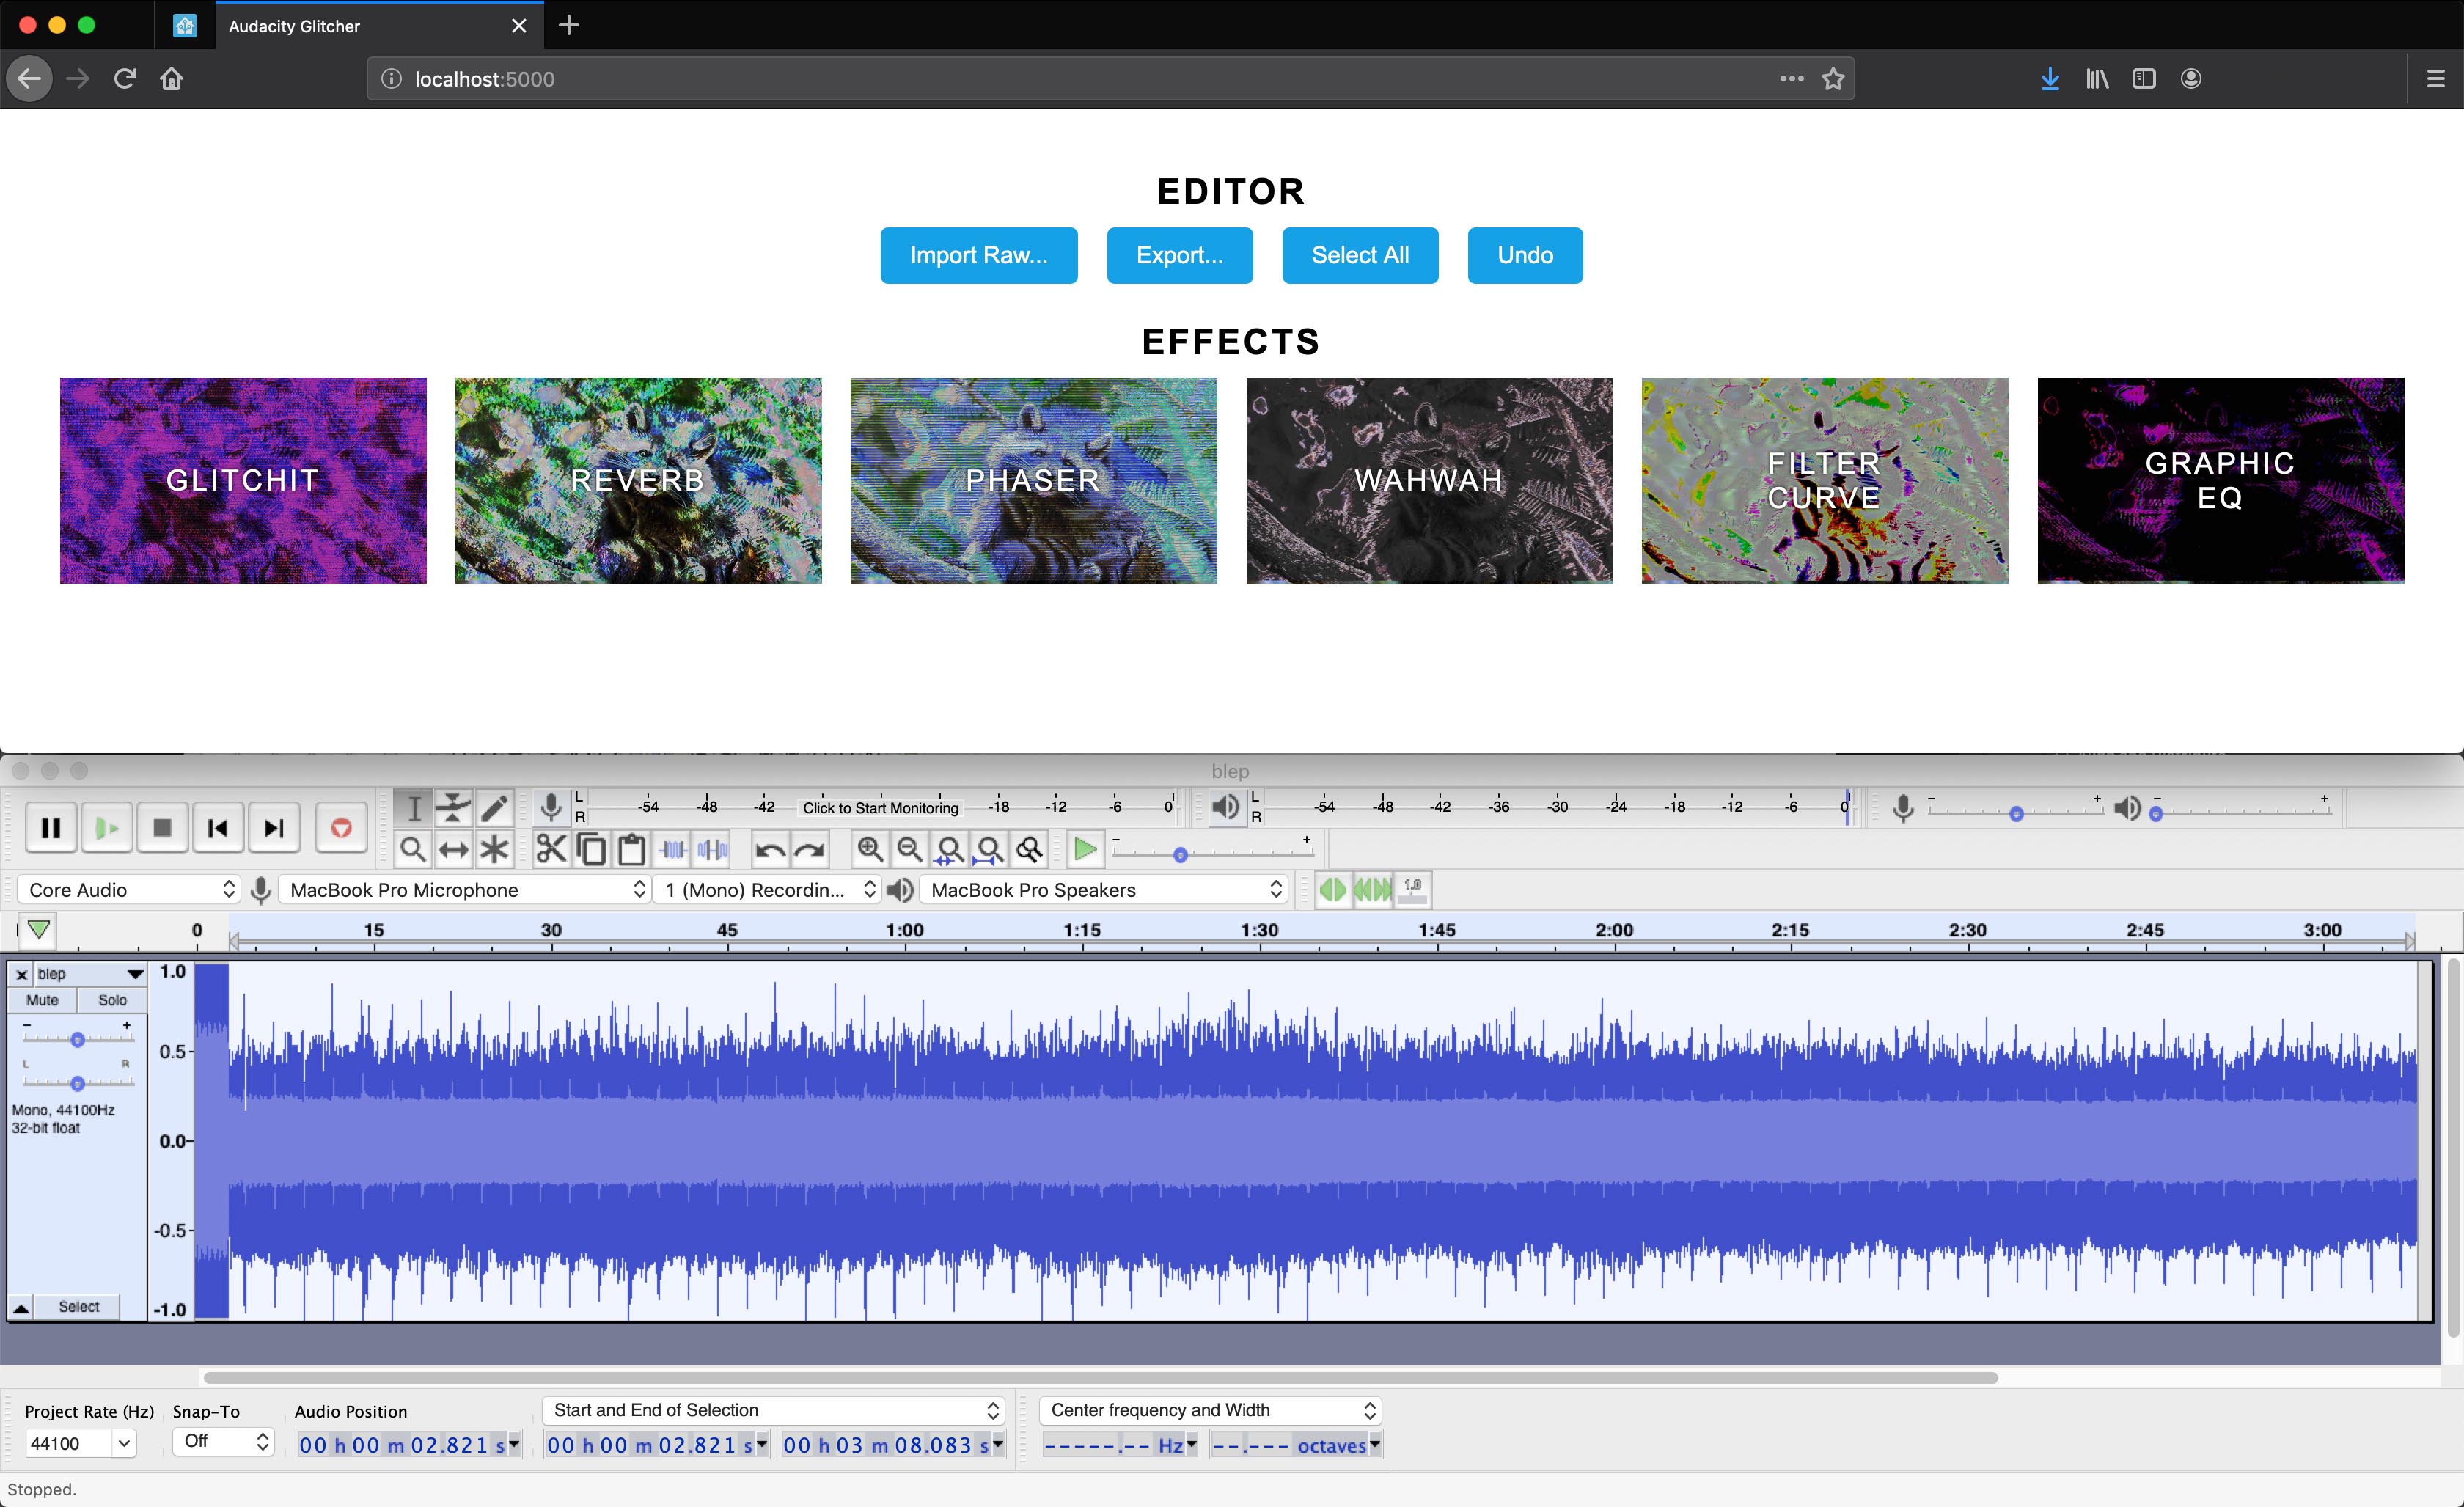 Audacity Glitcher
localhost:5000
EDITOR
Import Raw... Export... Select All Undo
EFFECTS
GLITCHIT REVERB PHASER WAHWAH FILTER CURVE GRAPHIC EQ
blep
L R -54 -48 -42 Click to Start Monitoring -18 -12 -6 0 L R -54 -48 -42 -36 -30 -24 -18 -12 -6 0 - + - +
- +
Core Audio MacBook Pro Microphone 1 (Mono) Recordin... MacBook Pro Speakers 1.0
0 15 30 45 1:00 1:15 1:30 1:45 2:00 2:15 2:30 2:45 3:00
blep 1.0
Mute Solo
- +
0.5
L R
Mono, 44100Hz
32-bit float
0.0
-0.5
Select -1.0
Project Rate (Hz) Snap-To Audio Position Start and End of Selection Center frequency and Width
44100 Off 00 h 00 m 02.821 s 00 h 00 m 02.821 s 00 h 03 m 08.083 s -----.-- Hz --.--- octaves
Stopped.